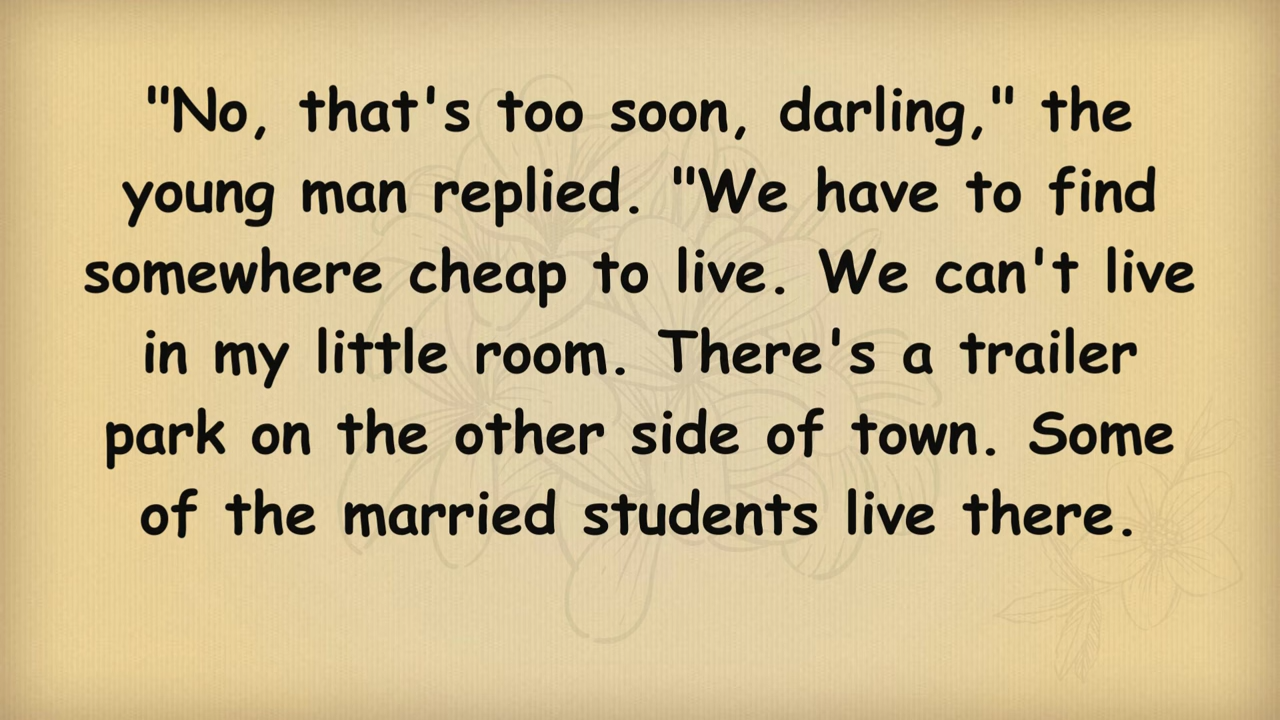 "No, that's too soon, darling," the
young man replied. "We have to find
somewhere cheap to live. We can't live
in my little room. There's a trailer
park on the other side of town. Some
of the married students live there.